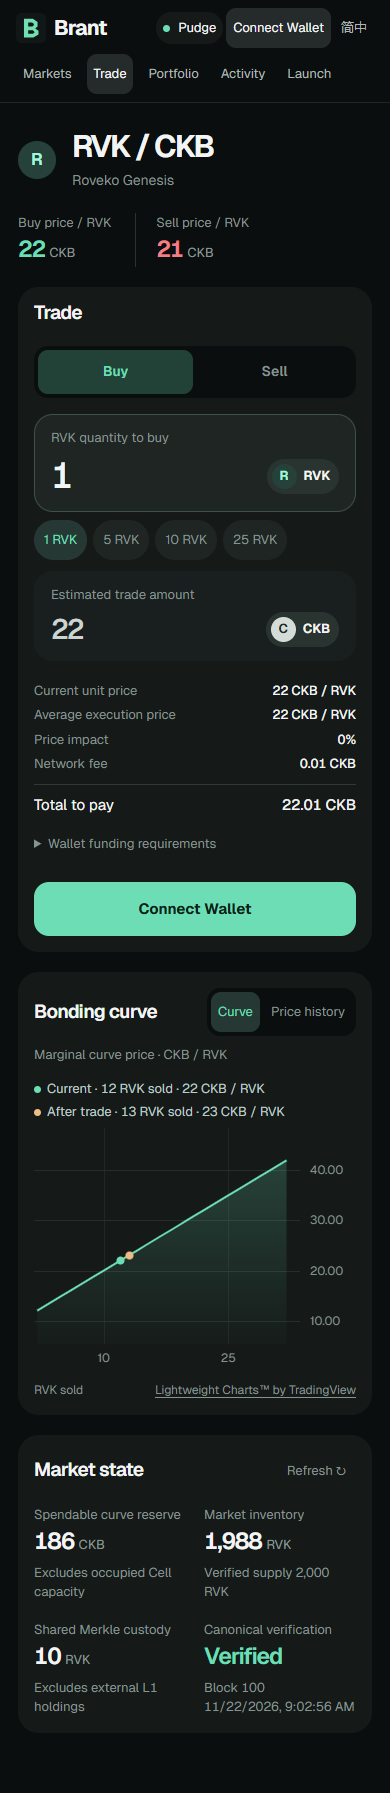 B Brant
Pudge
Connect Wallet
简中
Markets
Trade
Portfolio
Activity
Launch
R
RVK / CKB
Roveko Genesis
Buy price / RVK
22 CKB
Sell price / RVK
21 CKB
Trade
Buy
Sell
RVK quantity to buy
1
R RVK
1 RVK
5 RVK
10 RVK
25 RVK
Estimated trade amount
22
C CKB
Current unit price
22 CKB / RVK
Average execution price
22 CKB / RVK
Price impact
0%
Network fee
0.01 CKB
Total to pay
22.01 CKB
Wallet funding requirements
Connect Wallet
Bonding curve
Curve
Price history
Marginal curve price · CKB / RVK
Current · 12 RVK sold · 22 CKB / RVK
After trade · 13 RVK sold · 23 CKB / RVK
40.00
30.00
20.00
10.00
10
25
RVK sold
Lightweight Charts™ by TradingView
Market state
Refresh ↻
Spendable curve reserve
186 CKB
Excludes occupied Cell
capacity
Market inventory
1,988 RVK
Verified supply 2,000
RVK
Shared Merkle custody
10 RVK
Excludes external L1
holdings
Canonical verification
Verified
Block 100
11/22/2026, 9:02:56 AM